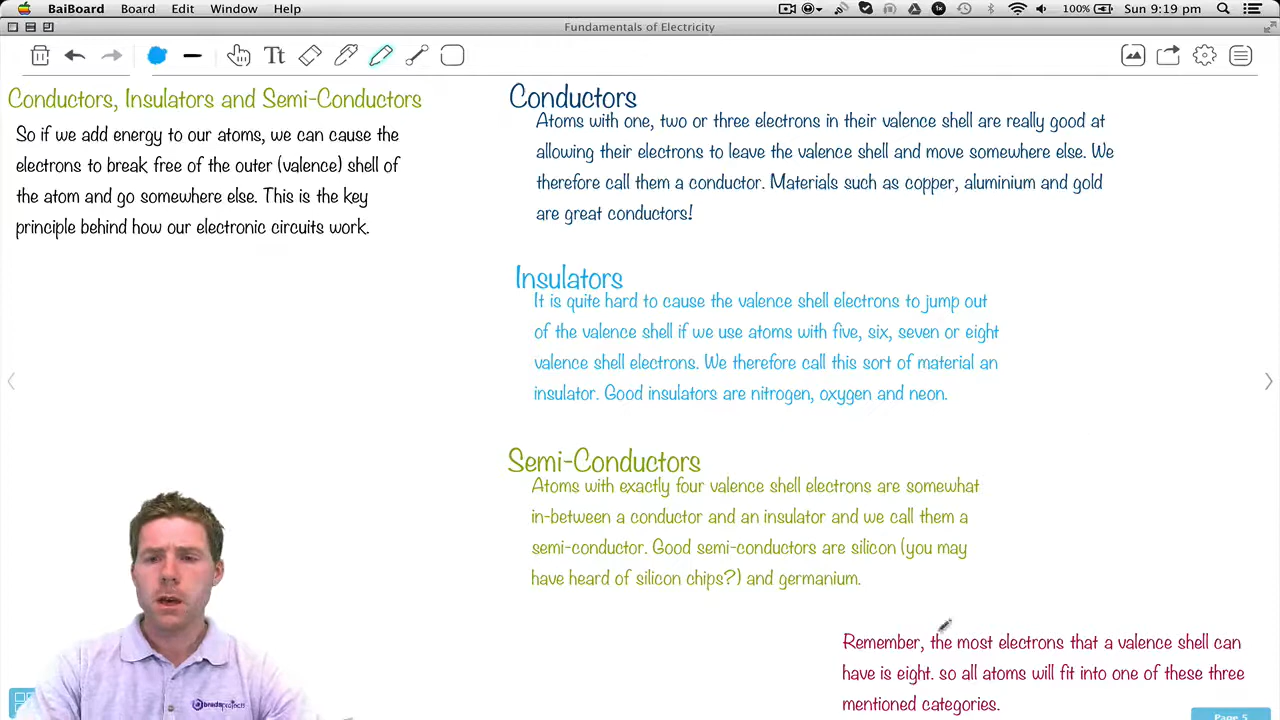 BaiBoard Board Edit Window Help
100% Sun 9:19 pm
Fundamentals of Electricity
Tt
Conductors, Insulators and Semi-Conductors
So if we add energy to our atoms, we can cause the
electrons to break free of the outer (valence) shell of
the atom and go somewhere else. This is the key
principle behind how our electronic circuits work.
Conductors
Atoms with one, two or three electrons in their valence shell are really good at
allowing their electrons to leave the valence shell and move somewhere else. We
therefore call them a conductor. Materials such as copper, aluminium and gold
are great conductors!
Insulators
It is quite hard to cause the valence shell electrons to jump out
of the valence shell if we use atoms with five, six, seven or eight
valence shell electrons. We therefore call this sort of material an
insulator. Good insulators are nitrogen, oxygen and neon.
Semi-Conductors
Atoms with exactly four valence shell electrons are somewhat
in-between a conductor and an insulator and we call them a
semi-conductor. Good semi-conductors are silicon (you may
have heard of silicon chips?) and germanium.
Remember, the most electrons that a valence shell can
have is eight. so all atoms will fit into one of these three
mentioned categories.
bradsprojects
Page 5